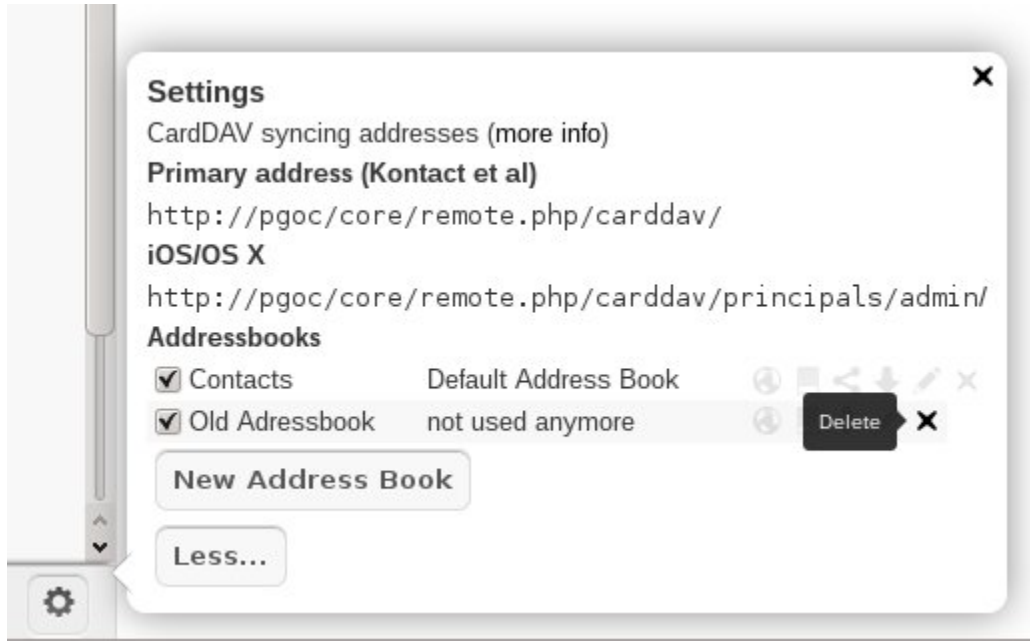 Settings
CardDAV syncing addresses (more info)
Primary address (Kontact et al)
http://pgoc/core/remote.php/carddav/
iOS/OS X
http://pgoc/core/remote.php/carddav/principals/admin/
Addressbooks
Contacts Default Address Book
Old Adressbook not used anymore Delete
New Address Book
Less...